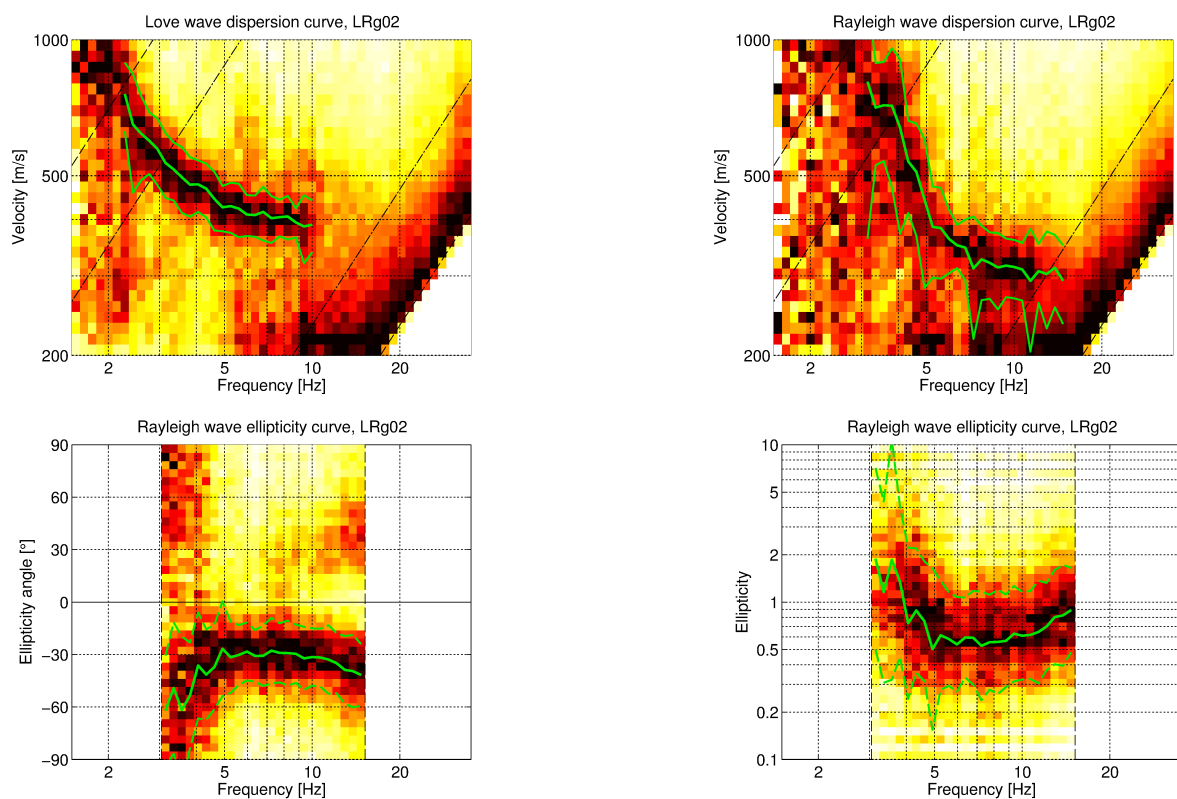 Love wave dispersion curve, LRg02
1000
500
200
Velocity [m/s]
2 5 10 20
Frequency [Hz]
Rayleigh wave dispersion curve, LRg02
1000
500
200
Velocity [m/s]
2 5 10 20
Frequency [Hz]
Rayleigh wave ellipticity curve, LRg02
90
60
30
0
−30
−60
−90
Ellipticity angle [°]
2 5 10 20
Frequency [Hz]
Rayleigh wave ellipticity curve, LRg02
10
5
2
1
0.5
0.2
0.1
Ellipticity
2 5 10 20
Frequency [Hz]